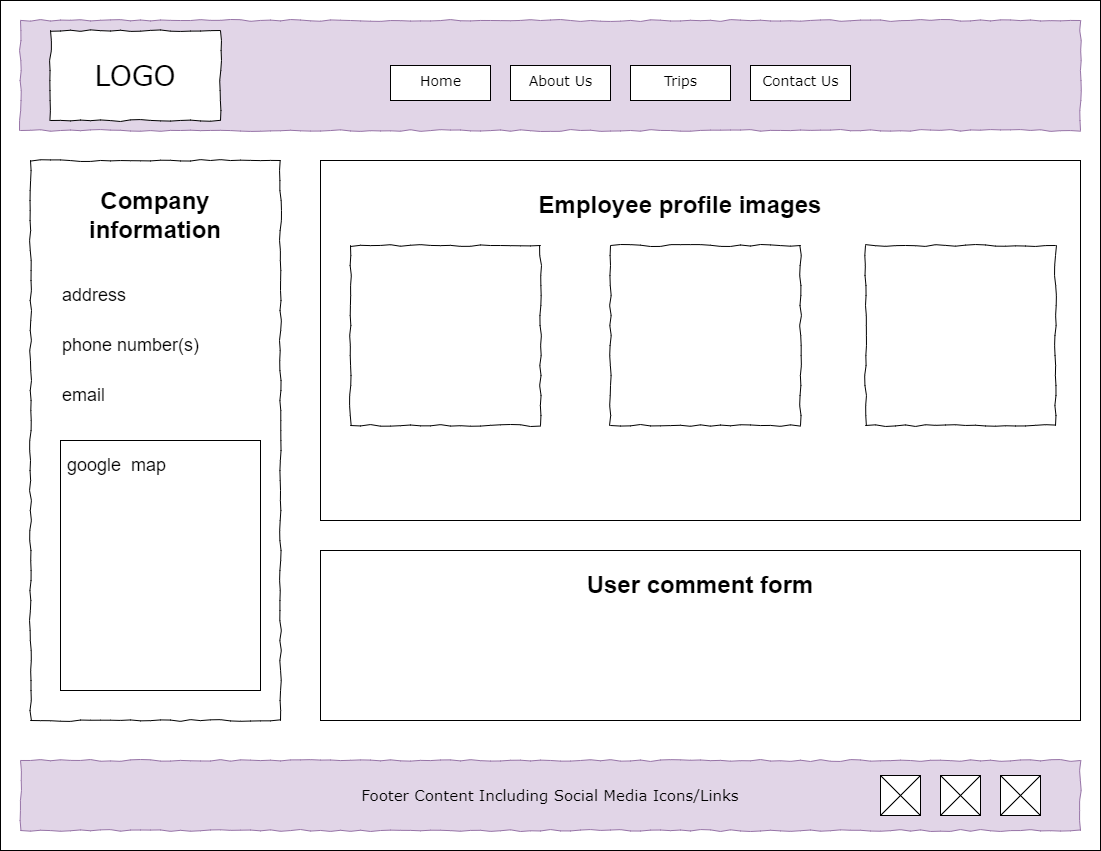 LOGO
Home
About Us
Trips
Contact Us
Company
information
address
phone number(s)
email
google  map
Employee profile images
User comment form
Footer Content Including Social Media Icons/Links